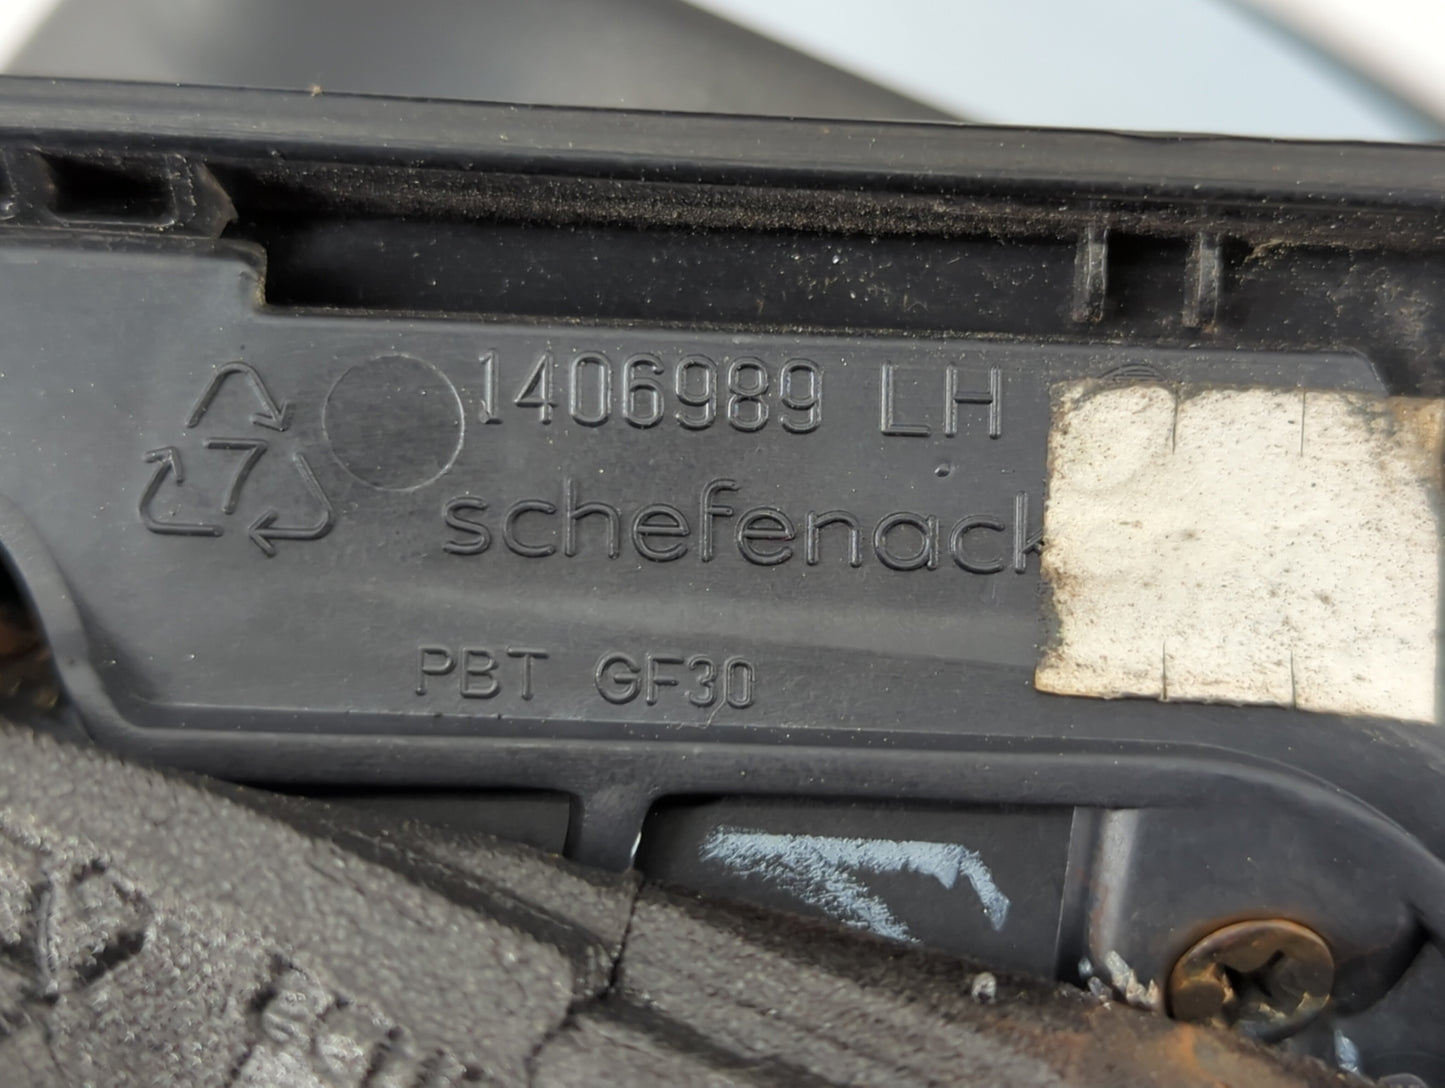 1406989 LH
7
schefenack
PBT GF30